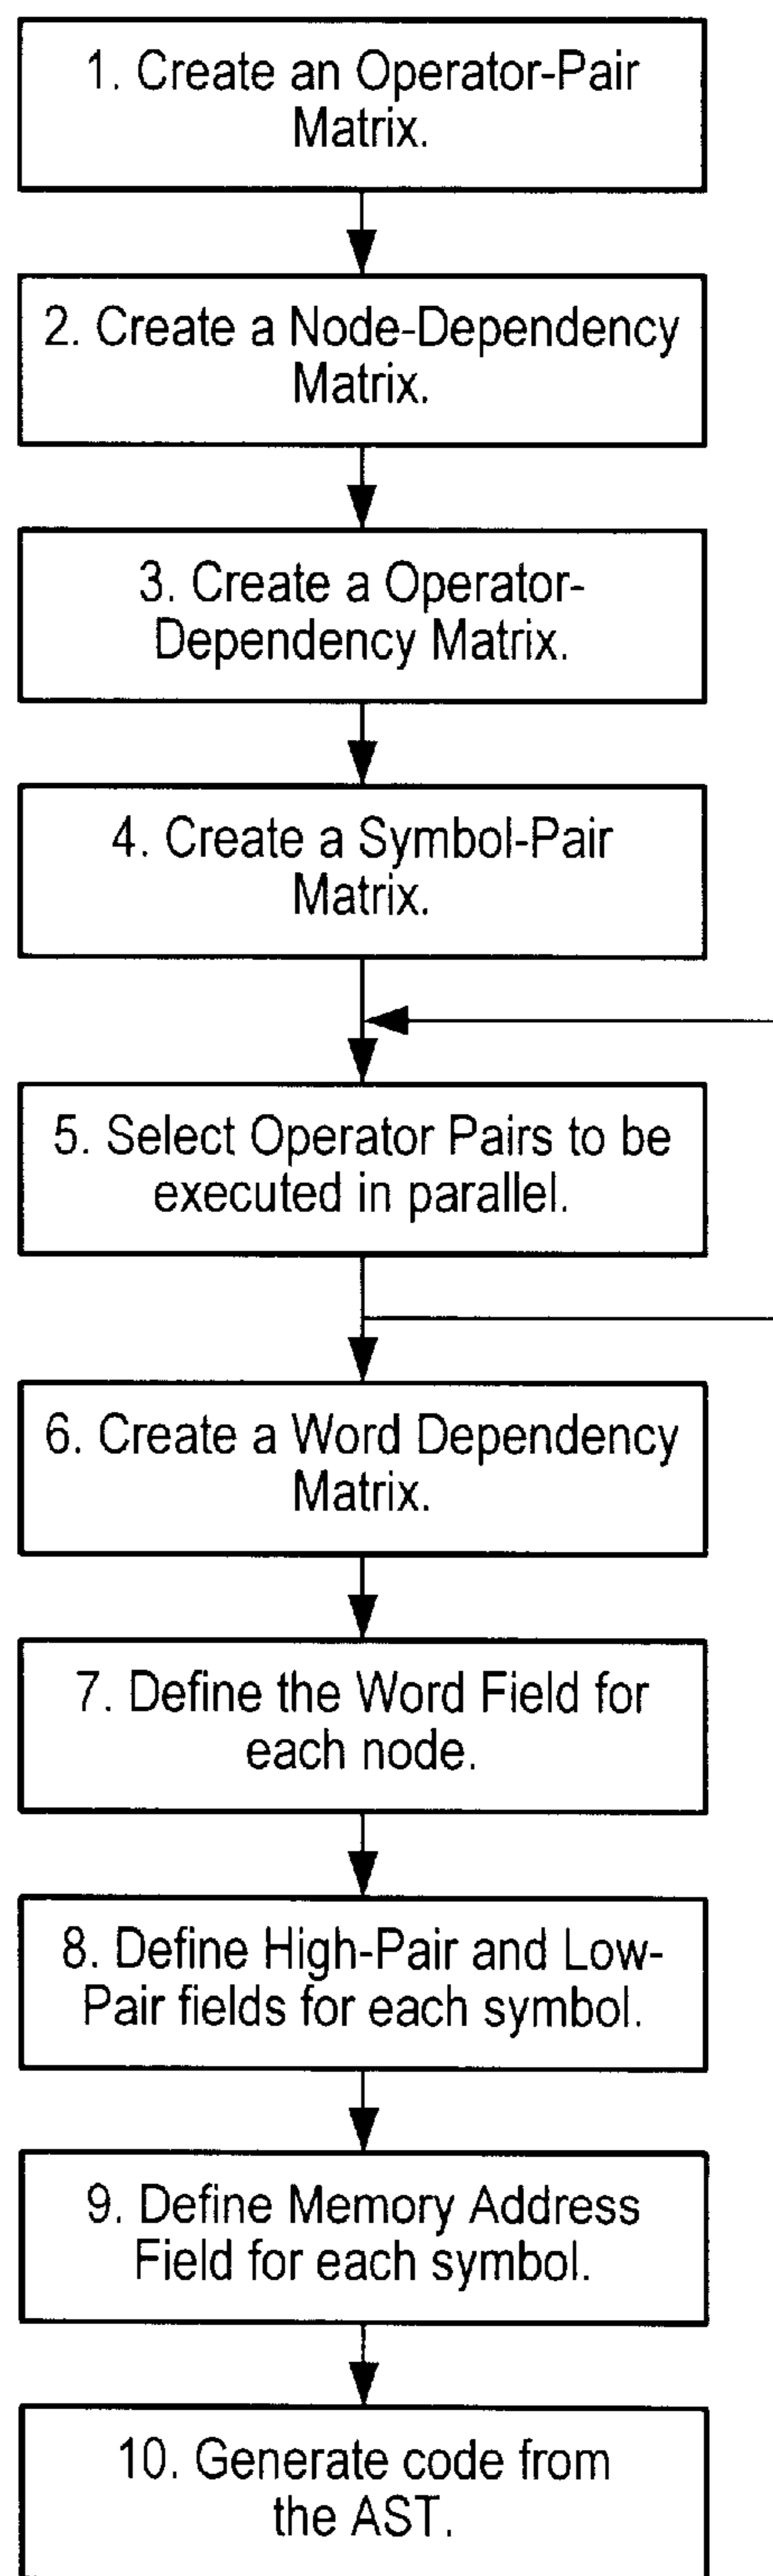 1. Create an Operator-Pair
Matrix.
2. Create a Node-Dependency
Matrix.
3. Create a Operator-
Dependency Matrix.
4. Create a Symbol-Pair
Matrix.
5. Select Operator Pairs to be
executed in parallel.
6. Create a Word Dependency
Matrix.
7. Define the Word Field for
each node.
8. Define High-Pair and Low-
Pair fields for each symbol.
9. Define Memory Address
Field for each symbol.
10. Generate code from
the AST.